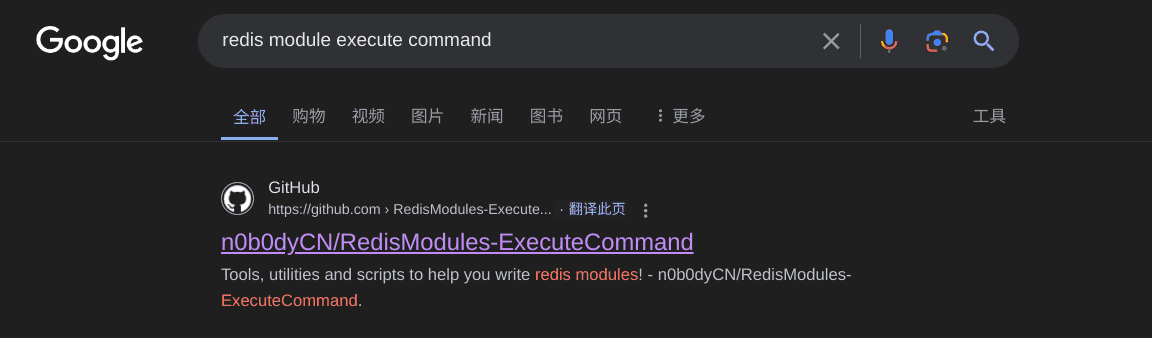 Google
redis module execute command
全部 购物 视频 图片 新闻 图书 网页 更多 工具
GitHub
https://github.com › RedisModules-Execute... · 翻译此页
n0b0dyCN/RedisModules-ExecuteCommand
Tools, utilities and scripts to help you write redis modules! - n0b0dyCN/RedisModules-
ExecuteCommand.